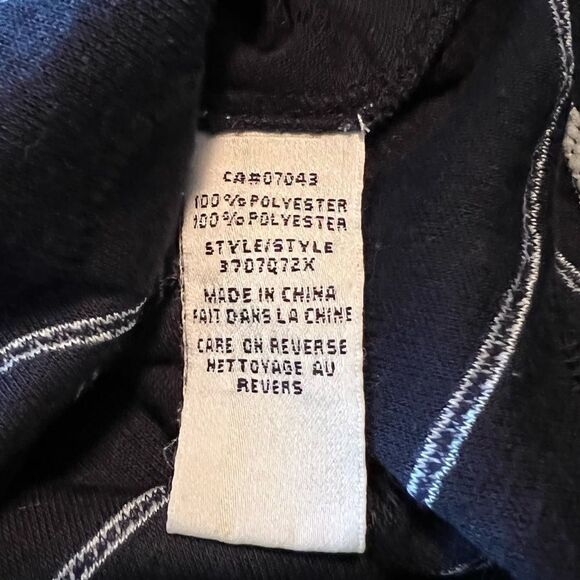 CA#07043
100% POLYESTER
100% POLYESTER
STYLE/STYLE
3707Q72X
MADE IN CHINA
FAIT DANS LA CHINE
CARE ON REVERSE
NETTOYAGE AU
REVERS